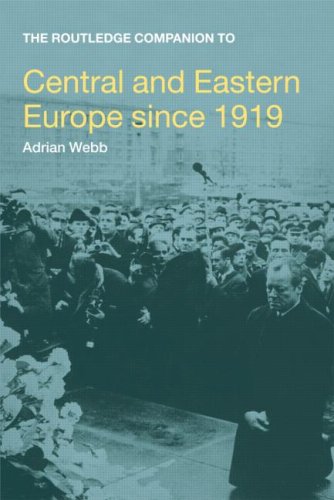 THE ROUTLEDGE COMPANION TO
Central and Eastern
Europe since 1919
Adrian Webb